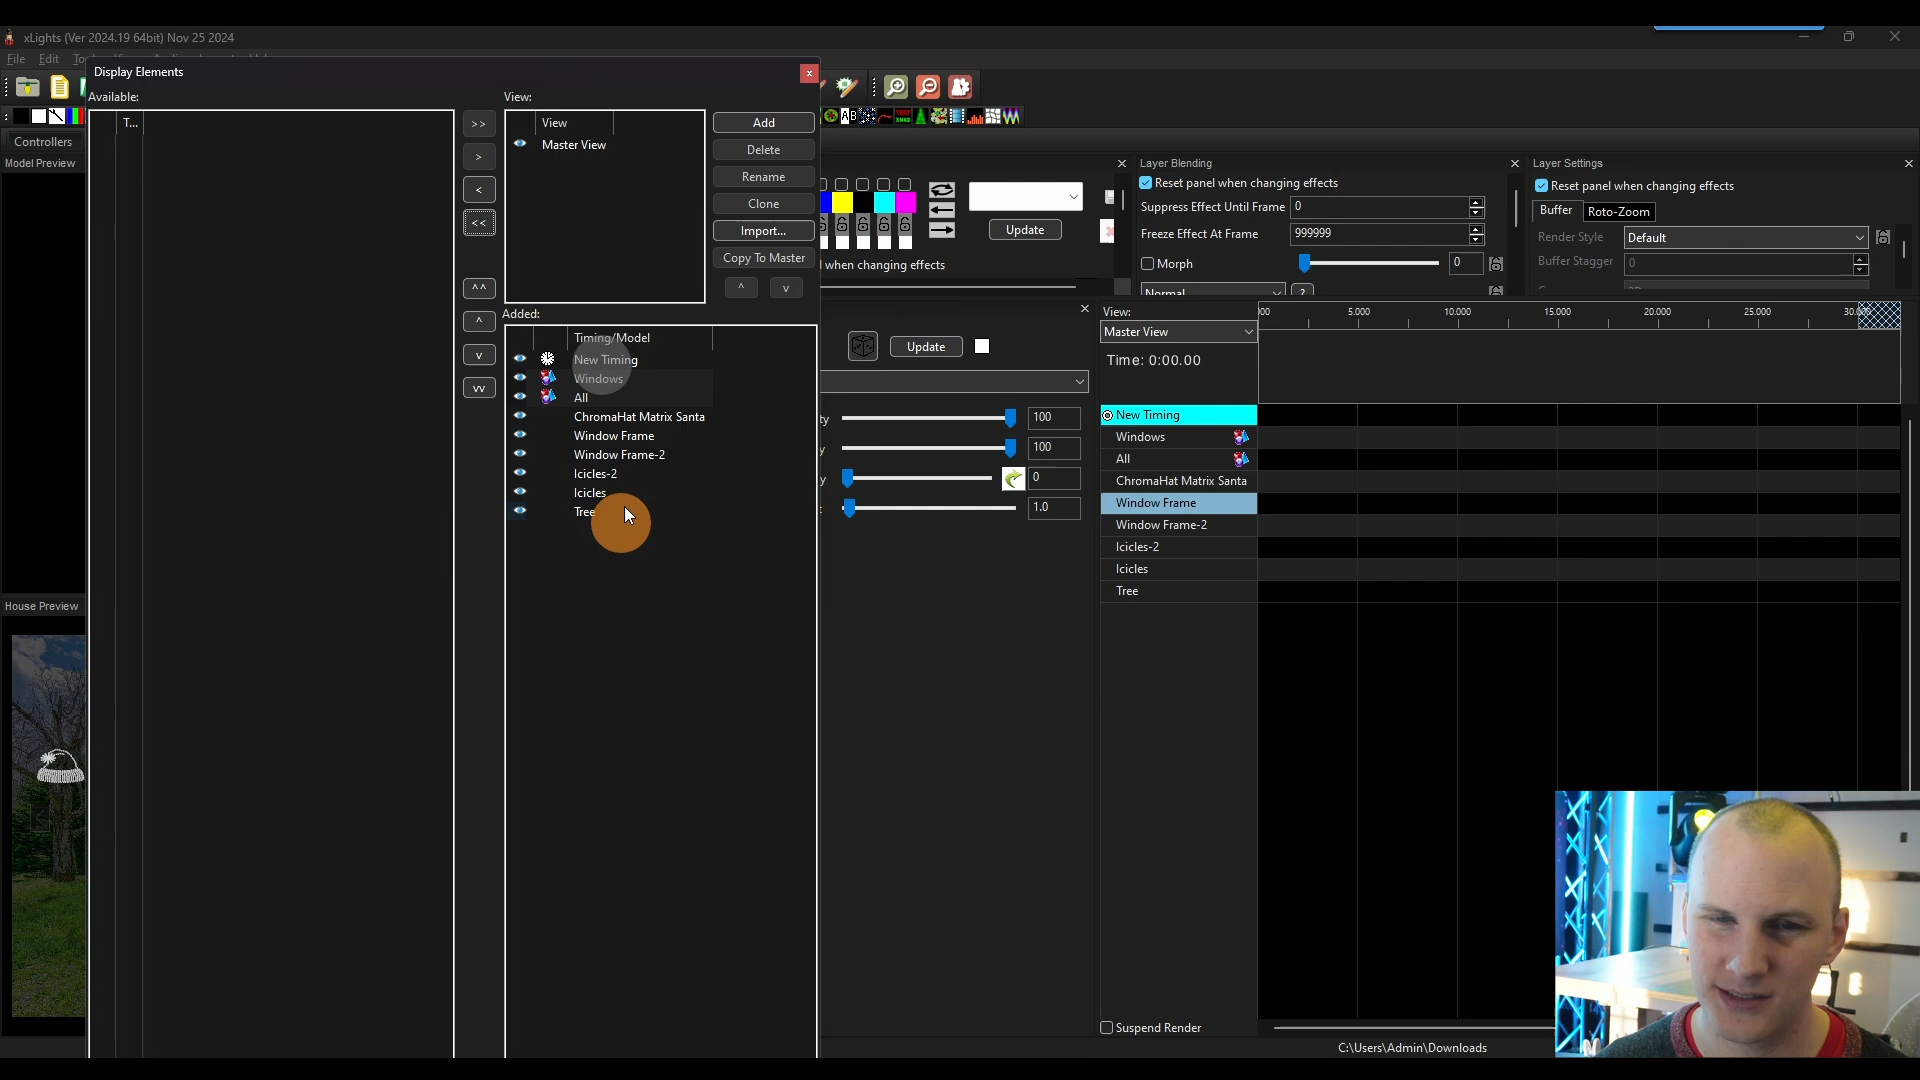 xLights (Ver 2024.19 64bit) Nov 25 2024
File Edit
Display Elements
x
Available:
View:
T...
>>
>
<
<<
^^
^
v
vv
View
Master View
Add
Delete
Rename
Clone
Import...
Copy To Master
^ v
Added:
Timing/Model
New Timing
Windows
All
ChromaHat Matrix Santa
Window Frame
Window Frame-2
Icicles-2
Icicles
Tree
Controllers
Model Preview
House Preview
Update
when changing effects
Update
100
100
0
1.0
Layer Blending
Reset panel when changing effects
Suppress Effect Until Frame 0
Freeze Effect At Frame 999999
Morph 0
Normal ?
Layer Settings
Reset panel when changing effects
Buffer Roto-Zoom
Render Style Default
Buffer Stagger 0
View:
Master View
Time: 0:00.00
5.000 10.000 15.000 20.000 25.000
New Timing
Windows
All
ChromaHat Matrix Santa
Window Frame
Window Frame-2
Icicles-2
Icicles
Tree
Suspend Render
C:\Users\Admin\Downloads